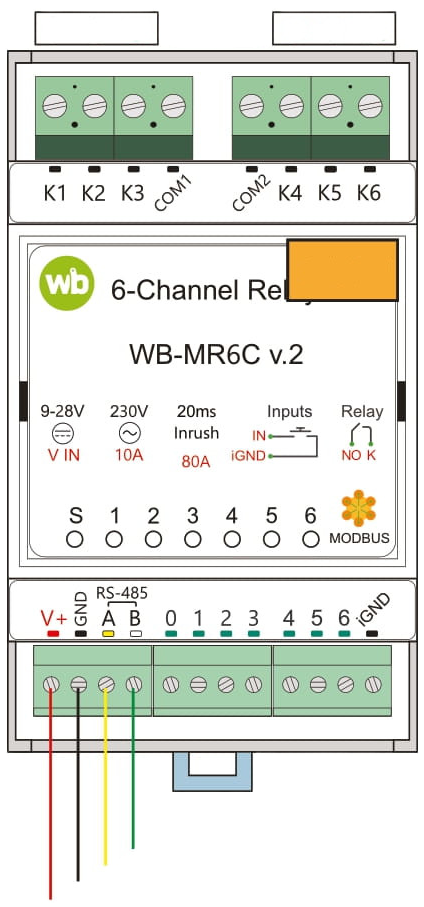 K1 K2 K3 COM1 COM2 K4 K5 K6
wb
6-Channel
WB-MR6C v.2
9-28V 230V 20ms Inputs Relay
Inrush
IN
V IN 10A 80A iGND NO K
S 1 2 3 4 5 6
MODBUS
RS-485
V+ GND A B 0 1 2 3 4 5 6 iGND